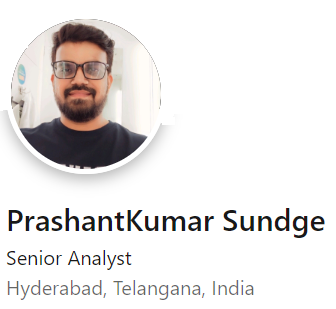 PrashantKumar Sundge
Senior Analyst
Hyderabad, Telangana, India